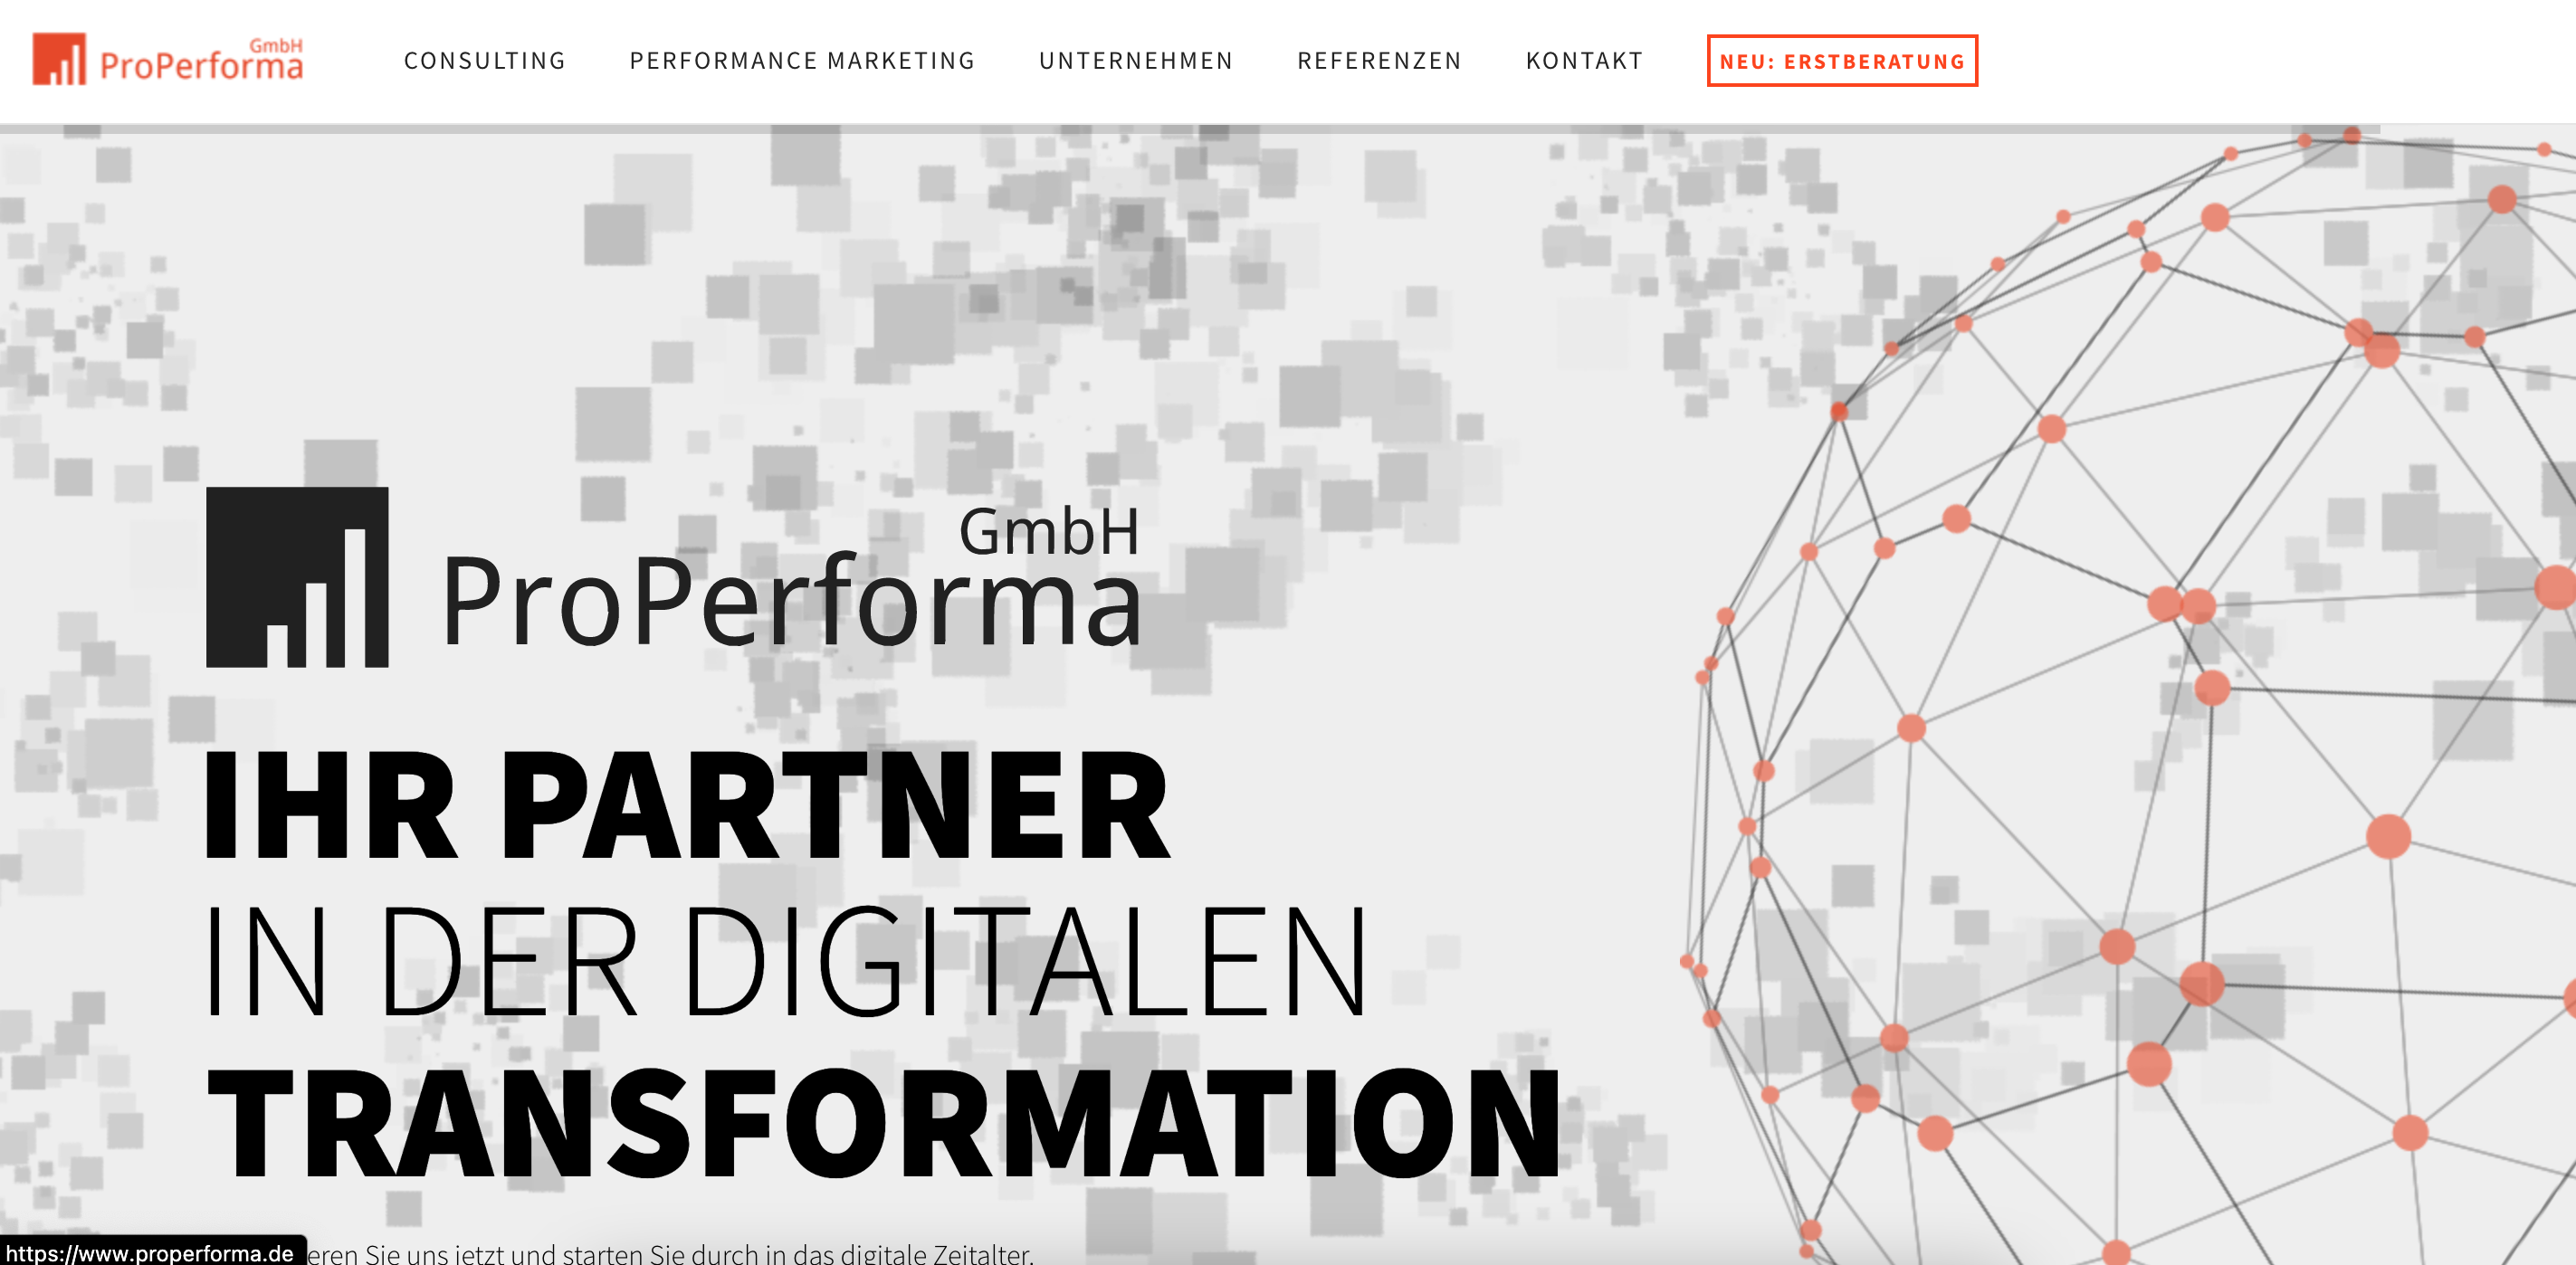 GmbH
ProPerforma
CONSULTING
PERFORMANCE MARKETING
UNTERNEHMEN
REFERENZEN
KONTAKT
NEU: ERSTBERATUNG
GmbH
ProPerforma
IHR PARTNER
IN DER DIGITALEN
TRANSFORMATION
https://www.properforma.de
eren Sie uns jetzt und starten Sie durch in das digitale Zeitalter.